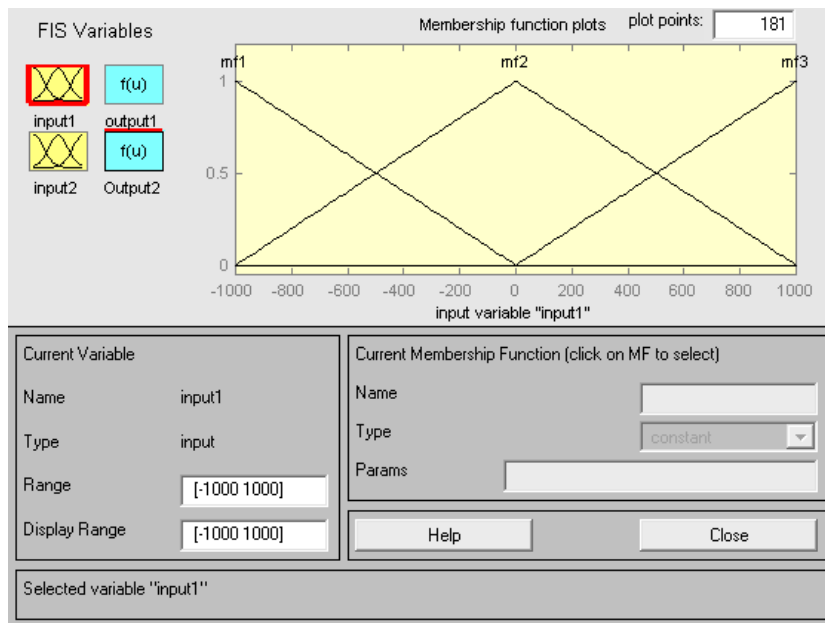 FIS Variables
Membership function plots
plot points:
181
f(u)
input1
output1
f(u)
input2
Output2
mf1
mf2
mf3
1
0.5
0
-1000
-800
-600
-400
-200
0
200
400
600
800
1000
input variable "input1"
Current Variable
Name
input1
Type
input
Range
[-1000 1000]
Display Range
[-1000 1000]
Current Membership Function (click on MF to select)
Name
Type
constant
Params
Help
Close
Selected variable "input1"